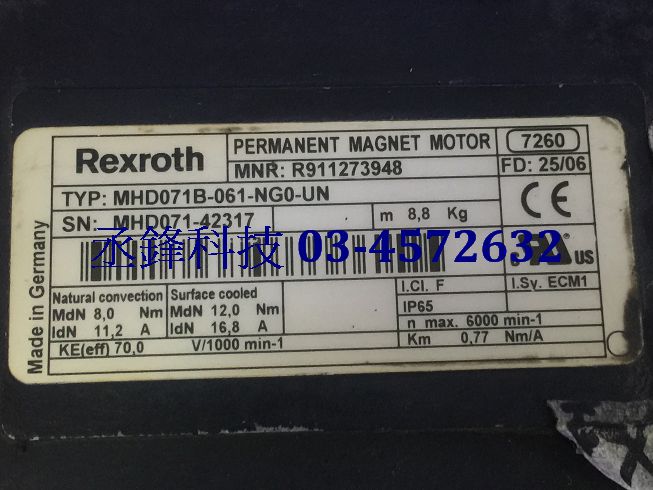 Rexroth
PERMANENT MAGNET MOTOR
7260
MNR: R911273948
FD: 25/06
TYP: MHD071B-061-NG0-UN
SN: MHD071-42317
m 8,8 Kg
CE
丞鋒科技 03-4572632
US
Made in Germany
Natural convection
MdN 8,0 Nm
IdN 11,2 A
Surface cooled
MdN 12,0 Nm
IdN 16,8 A
I.Cl. F
I.Sy. ECM1
IP65
n max. 6000 min-1
KE(eff) 70,0 V/1000 min-1
Km 0,77 Nm/A